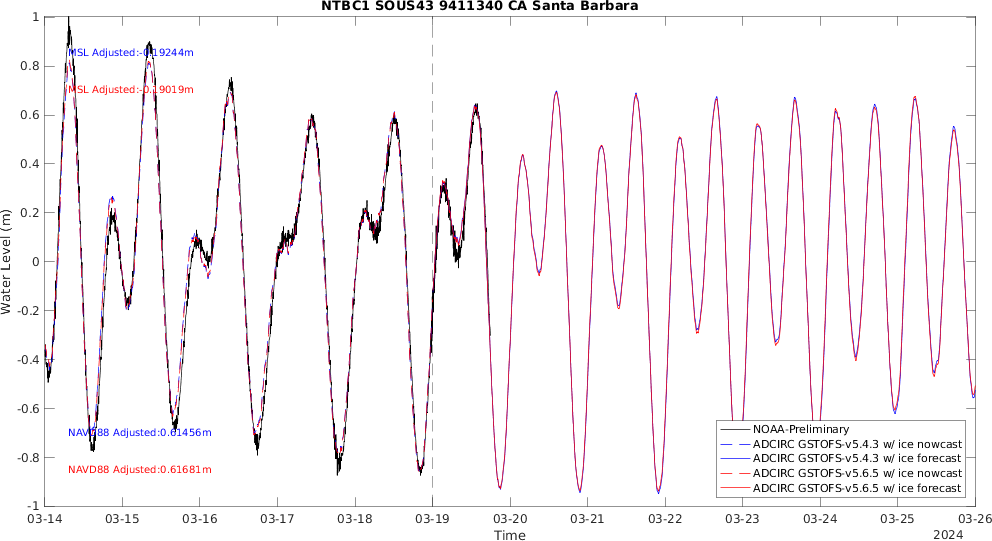 NTBC1 SOUS43 9411340 CA Santa Barbara
1
0.8
0.6
0.4
0.2
0
-0.2
-0.4
-0.6
-0.8
-1
Water Level (m)
MSL Adjusted:-0.19244m
MSL Adjusted:-0.19019m
NAVD88 Adjusted:0.61456m
NAVD88 Adjusted:0.61681m
NOAA-Preliminary
ADCIRC GSTOFS-v5.4.3 w/ ice nowcast
ADCIRC GSTOFS-v5.4.3 w/ ice forecast
ADCIRC GSTOFS-v5.6.5 w/ ice nowcast
ADCIRC GSTOFS-v5.6.5 w/ ice forecast
03-14 03-15 03-16 03-17 03-18 03-19 03-20 03-21 03-22 03-23 03-24 03-25 03-26
Time
2024